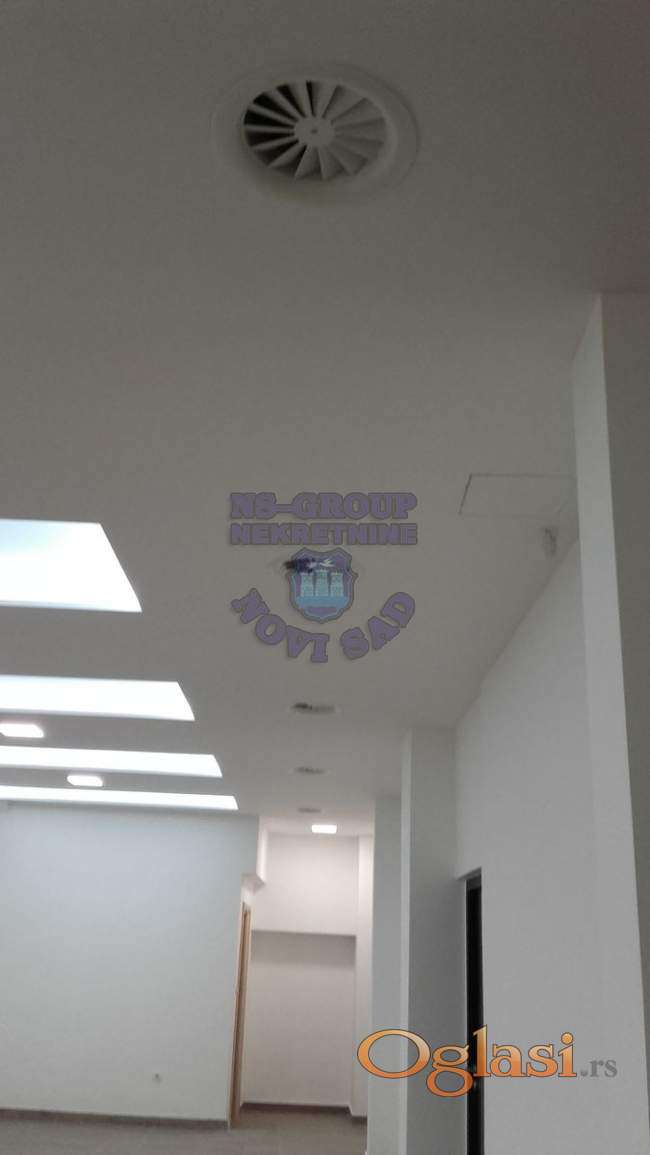 NS-GROUP
NEKRETNINE
NOVI SAD
Oglasi.rs